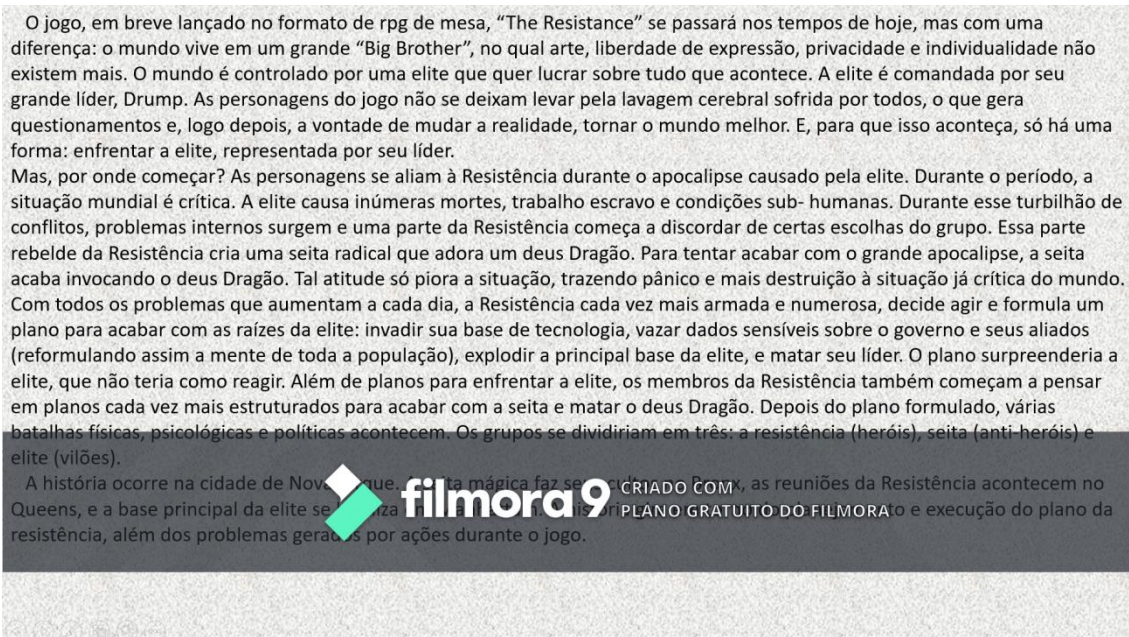 O jogo, em breve lançado no formato de rpg de mesa, “The Resistance” se passará nos tempos de hoje, mas com uma
diferença: o mundo vive em um grande “Big Brother”, no qual arte, liberdade de expressão, privacidade e individualidade não
existem mais. O mundo é controlado por uma elite que quer lucrar sobre tudo que acontece. A elite é comandada por seu
grande líder, Drump. As personagens do jogo não se deixam levar pela lavagem cerebral sofrida por todos, o que gera
questionamentos e, logo depois, a vontade de mudar a realidade, tornar o mundo melhor. E, para que isso aconteça, só há uma
forma: enfrentar a elite, representada por seu líder.
Mas, por onde começar? As personagens se aliam à Resistência durante o apocalipse causado pela elite. Durante o período, a
situação mundial é crítica. A elite causa inúmeras mortes, trabalho escravo e condições sub- humanas. Durante esse turbilhão de
conflitos, problemas internos surgem e uma parte da Resistência começa a discordar de certas escolhas do grupo. Essa parte
rebelde da Resistência cria uma seita radical que adora um deus Dragão. Para tentar acabar com o grande apocalipse, a seita
acaba invocando o deus Dragão. Tal atitude só piora a situação, trazendo pânico e mais destruição à situação já crítica do mundo.
Com todos os problemas que aumentam a cada dia, a Resistência cada vez mais armada e numerosa, decide agir e formula um
plano para acabar com as raízes da elite: invadir sua base de tecnologia, vazar dados sensíveis sobre o governo e seus aliados
(reformulando assim a mente de toda a população), explodir a principal base da elite, e matar seu líder. O plano surpreenderia a
elite, que não teria como reagir. Além de planos para enfrentar a elite, os membros da Resistência também começam a pensar
em planos cada vez mais estruturados para acabar com a seita e matar o deus Dragão. Depois do plano formulado, várias
batalhas físicas, psicológicas e políticas acontecem. Os grupos se dividiriam em três: a resistência (heróis), seita (anti-heróis) e
elite (vilões).
A história ocorre na cidade de mágica faz as reuniões da Resistência acontecem no
Queens, e a base principal da elite se e execução do plano da
resistência, além dos problemas gerados por ações durante o jogo.
filmora9
CRIADO COM
PLANO GRATUITO DO FILMORA